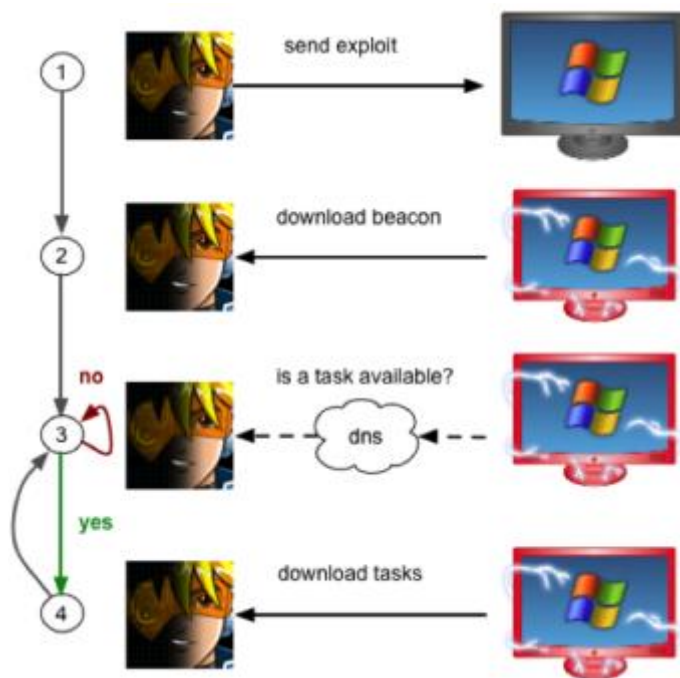 1
send exploit
2
download beacon
no
is a task available?
3
dns
yes
4
download tasks